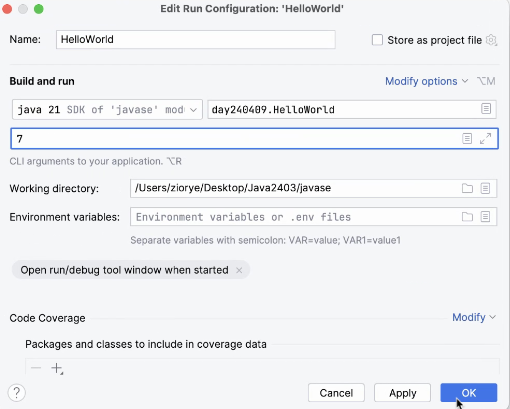 Edit Run Configuration: 'HelloWorld'
Name: HelloWorld Store as project file
Build and run Modify options ⌥M
java 21 SDK of 'javase' mod day240409.HelloWorld
7
CLI arguments to your application. ⌥R
Working directory: /Users/ziorye/Desktop/Java2403/javase
Environment variables: Environment variables or .env files
Separate variables with semicolon: VAR=value; VAR1=value1
Open run/debug tool window when started ×
Code Coverage Modify
Packages and classes to include in coverage data
? Cancel Apply OK